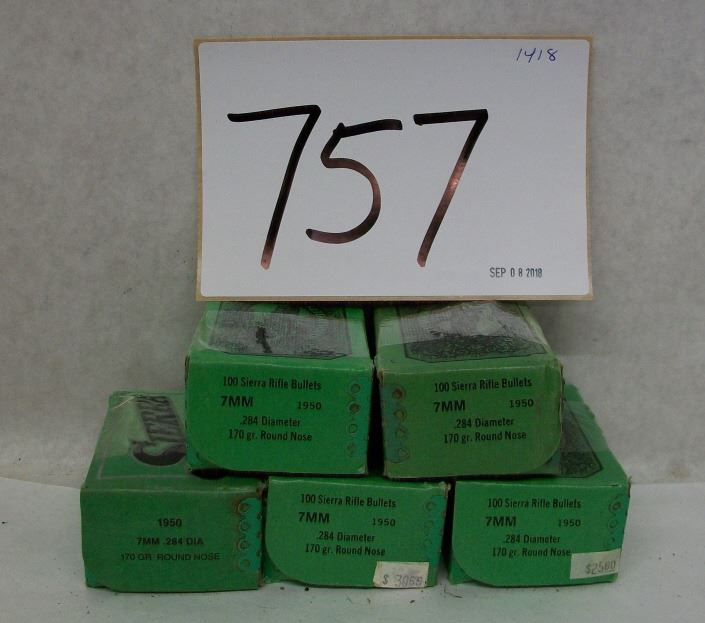 1418
757
SEP 08 2018
100 Sierra Rifle Bullets
7MM 1950
.284 Diameter
170 gr. Round Nose
100 Sierra Rifle Bullets
7MM 1950
.284 Diameter
170 gr. Round Nose
SIERRA
1950
7MM .284 DIA
170 GR. ROUND NOSE
100 Sierra Rifle Bullets
7MM 1950
.284 Diameter
170 gr. Round Nose
100 Sierra Rifle Bullets
7MM 1950
.284 Diameter
170 gr. Round Nose
$2500